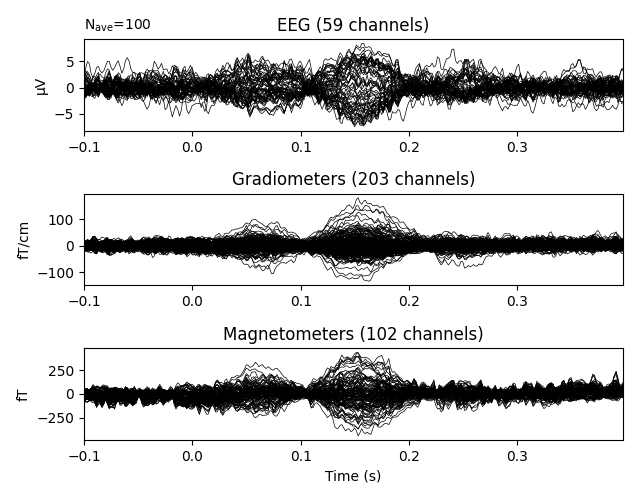 N_ave=100
EEG (59 channels)
µV
5
0
−5
−0.1 0.0 0.1 0.2 0.3
Gradiometers (203 channels)
fT/cm
100
0
−100
−0.1 0.0 0.1 0.2 0.3
Magnetometers (102 channels)
fT
250
0
−250
−0.1 0.0 0.1 0.2 0.3
Time (s)